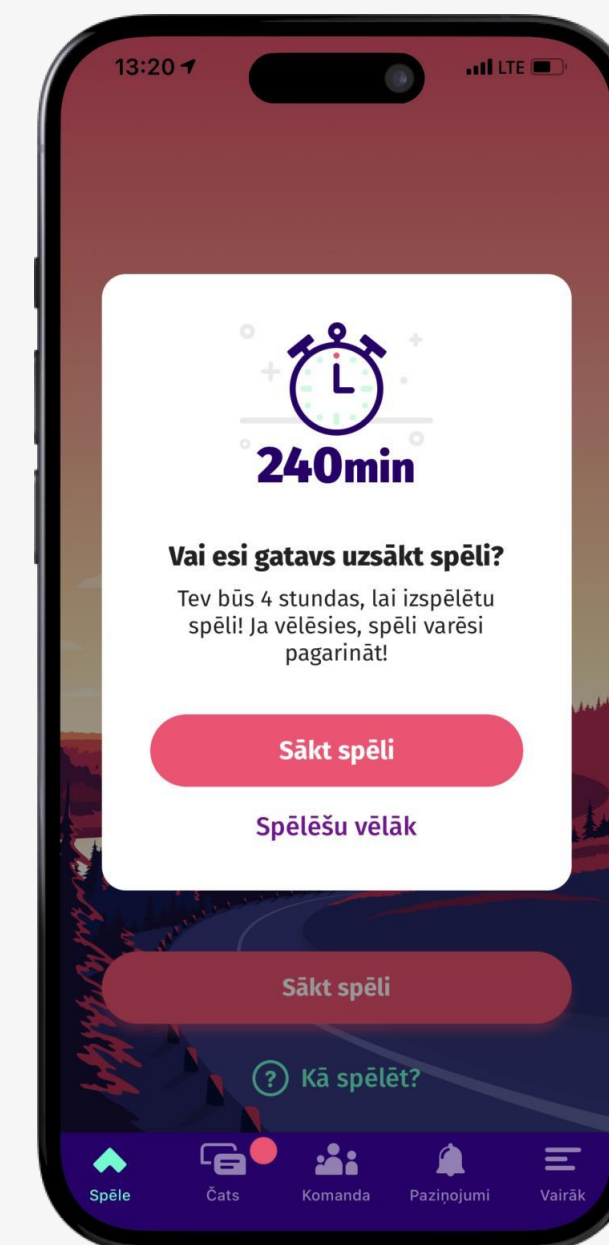 13:20
LTE
240min
Vai esi gatavs uzsākt spēli?
Tev būs 4 stundas, lai izspēlētu
spēli! Ja vēlēsies, spēli varēsi
pagarināt!
Sākt spēli
Spēlēšu vēlāk
Sākt spēli
? Kā spēlēt?
Spēle Čats Komanda Paziņojumi Vairāk